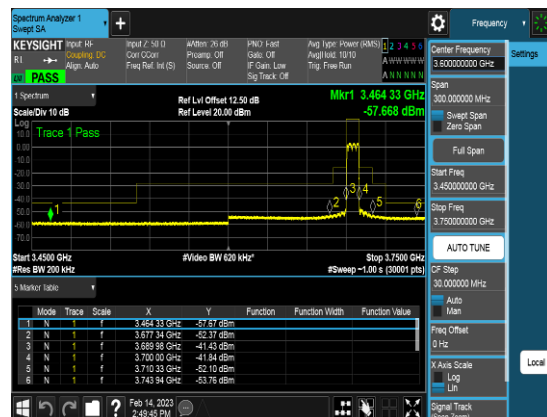 Spectrum Analyzer 1
Swept SA
+
Frequency
KEYSIGHT
Input: RF
Coupling: DC
Align: Auto
Input Z: 50 Ω
Corr CCorr
Freq Ref: Int (S)
#Atten: 26 dB
Preamp: Off
Source: Off
PNO: Fast
Gate: Off
IF Gain: Low
Sig Track: Off
Avg Type: Power (RMS)
Avg|Hold: 10/10
Trig: Free Run
1 2 3 4 5 6
A W W W W W
A N N N N N
R L
PASS
1 Spectrum
Scale/Div 10 dB
Ref Lvl Offset 12.50 dB
Ref Level 20.00 dBm
Mkr1 3.464 33 GHz
-57.668 dBm
Log
Trace 1 Pass
10.0
0.00
-10.0
-20.0
-30.0
-40.0
-50.0
-60.0
-70.0
1
2
3
4
5
6
Start 3.4500 GHz
#Res BW 200 kHz
#Video BW 620 kHz*
Stop 3.7500 GHz
#Sweep ~1.00 s (30001 pts)
5 Marker Table
Mode Trace Scale X Y Function Function Width Function Value
1 N 1 f 3.464 33 GHz -57.67 dBm
2 N 1 f 3.677 34 GHz -52.37 dBm
3 N 1 f 3.689 98 GHz -41.43 dBm
4 N 1 f 3.700 00 GHz -41.84 dBm
5 N 1 f 3.710 33 GHz -52.10 dBm
6 N 1 f 3.743 94 GHz -53.76 dBm
Feb 14, 2023
2:49:45 PM
Center Frequency
3.600000000 GHz
Span
300.000000 MHz
Swept Span
Zero Span
Full Span
Start Freq
3.450000000 GHz
Stop Freq
3.750000000 GHz
AUTO TUNE
CF Step
30.000000 MHz
Auto
Man
Freq Offset
0 Hz
X Axis Scale
Log
Lin
Signal Track
Settings
Local